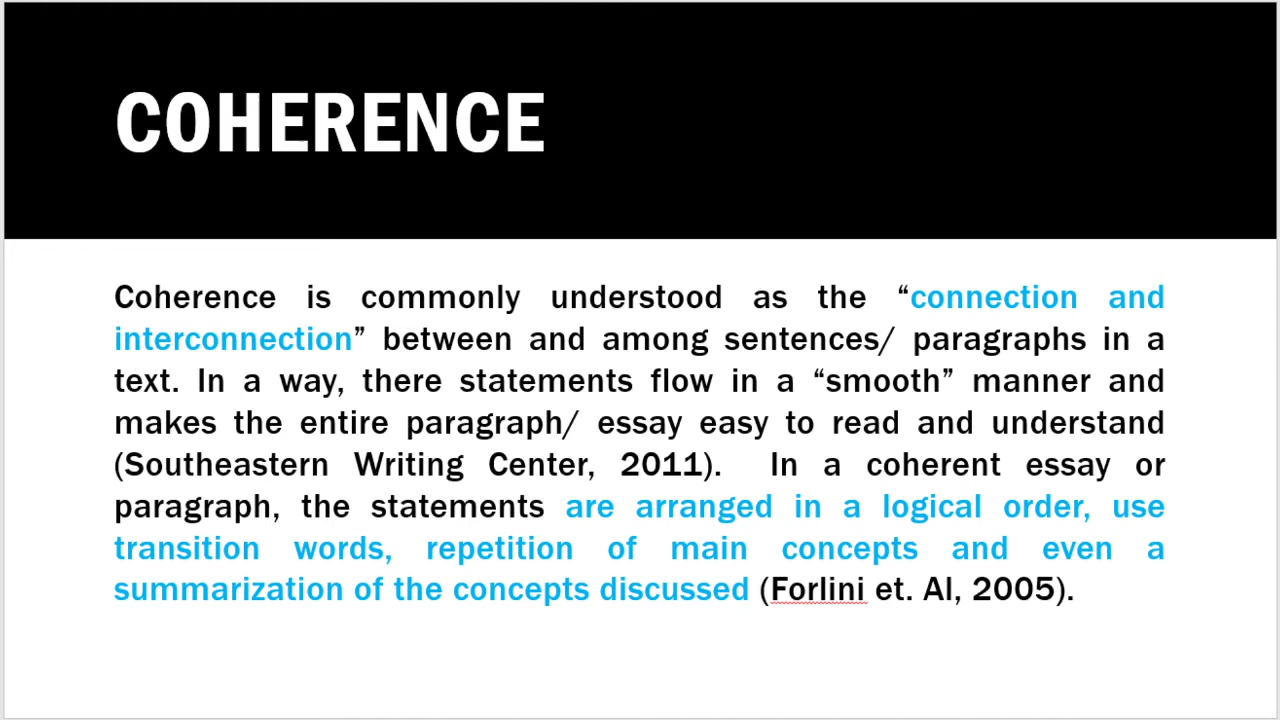 COHERENCE
Coherence is commonly understood as the “connection and
interconnection” between and among sentences/ paragraphs in a
text. In a way, there statements flow in a “smooth” manner and
makes the entire paragraph/ essay easy to read and understand
(Southeastern Writing Center, 2011). In a coherent essay or
paragraph, the statements are arranged in a logical order, use
transition words, repetition of main concepts and even a
summarization of the concepts discussed (Forlini et. Al, 2005).